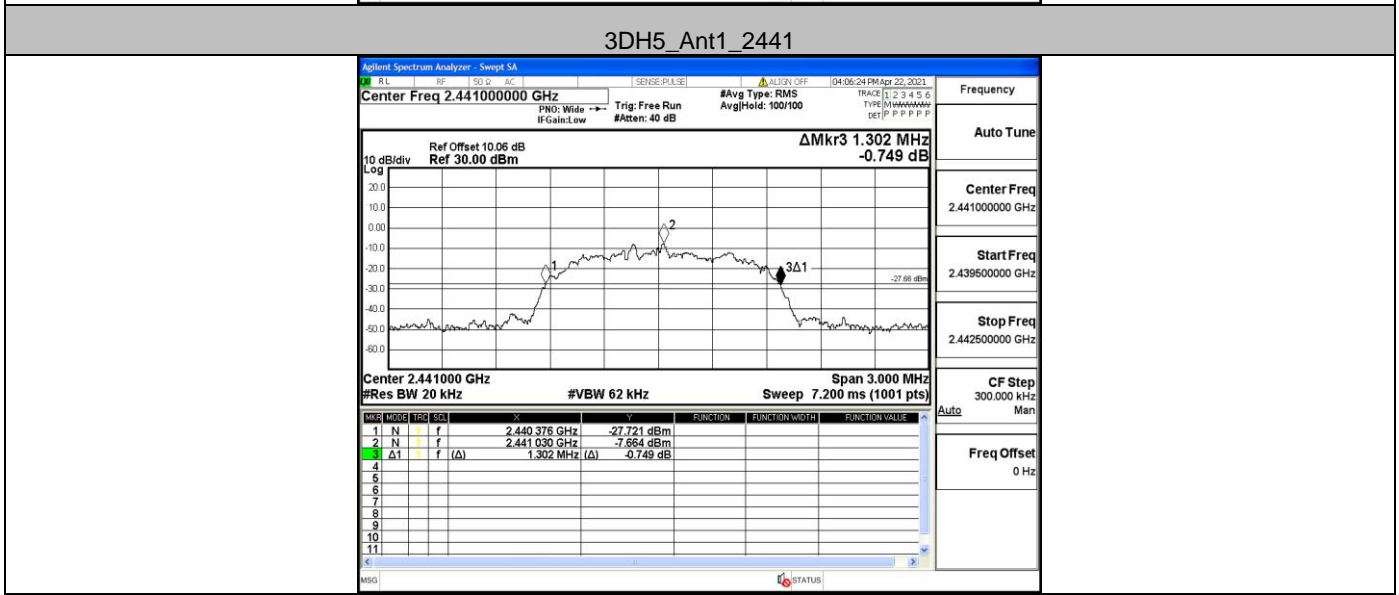 3DH5_Ant1_2441
Agilent Spectrum Analyzer - Swept SA
RL RF 50 Ω AC SENSE:PULSE ALIGN OFF 04:06:24 PM Apr 22, 2021
Center Freq 2.441000000 GHz
PNO: Wide
IFGain:Low
Trig: Free Run
#Atten: 40 dB
#Avg Type: RMS
Avg|Hold: 100/100
TRACE 1 2 3 4 5 6
TYPE M WWWWW
DET P P P P P P
Frequency
Auto Tune
Ref Offset 10.06 dB
10 dB/div Ref 30.00 dBm
Log
ΔMkr3 1.302 MHz
-0.749 dB
20.0
10.0
0.00
-10.0
-20.0
-30.0
-40.0
-50.0
-60.0
1
2
3Δ1
-27.66 dBm
Center 2.441000 GHz
#Res BW 20 kHz
#VBW 62 kHz
Span 3.000 MHz
Sweep 7.200 ms (1001 pts)
Center Freq
2.441000000 GHz
Start Freq
2.439500000 GHz
Stop Freq
2.442500000 GHz
CF Step
300.000 kHz
Auto Man
Freq Offset
0 Hz
MKR MODE TRC SCL X Y FUNCTION FUNCTION WIDTH FUNCTION VALUE
1 N 1 f 2.440 376 GHz -27.721 dBm
2 N 1 f 2.441 030 GHz -7.664 dBm
3 Δ1 1 f (Δ) 1.302 MHz (Δ) -0.749 dB
4
5
6
7
8
9
10
11
MSG STATUS